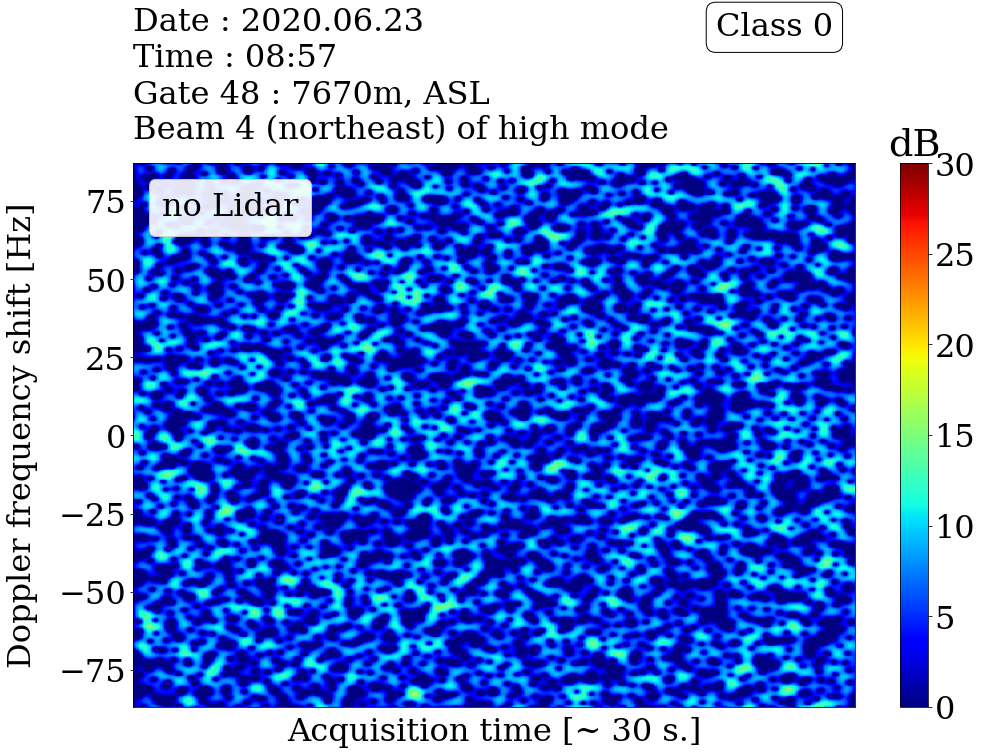 Date : 2020.06.23
Time : 08:57
Gate 48 : 7670m, ASL
Beam 4 (northeast) of high mode
Class 0
dB
no Lidar
Doppler frequency shift [Hz]
75
50
25
0
−25
−50
−75
Acquisition time [~ 30 s.]
30
25
20
15
10
5
0